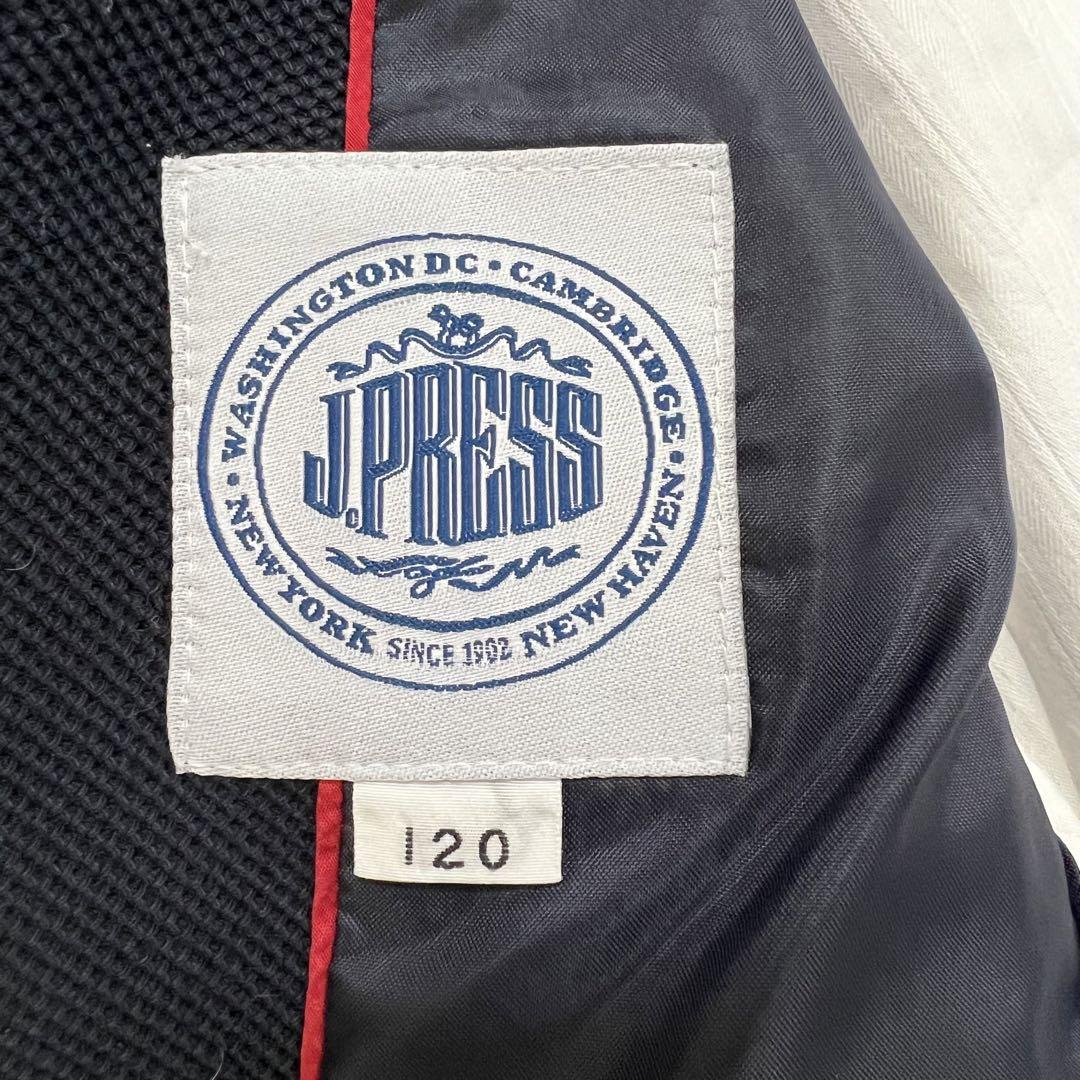 WASHINGTON DC • CAMBRIDGE • NEW HAVEN
SINCE 1902
• NEW YORK •
J.PRESS
120